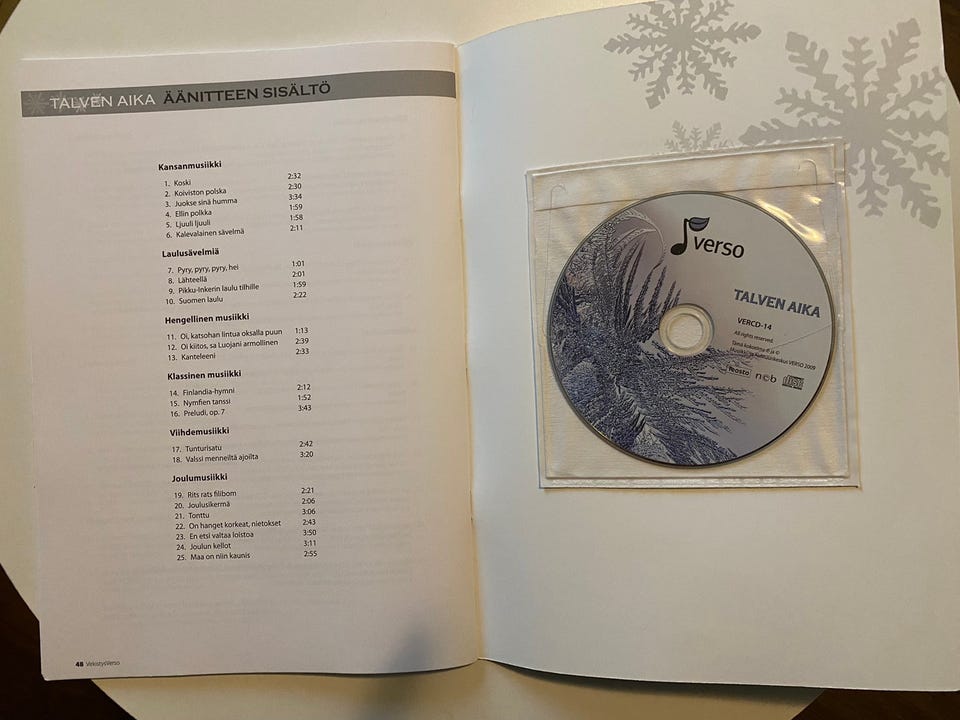 TALVEN AIKA ÄÄNITTEEN SISÄLTÖ
Kansanmusiikki
1. Koski 2:32
2. Koiviston polska 2:30
3. Juokse sinä humma 3:34
4. Ellin polkka 1:59
5. Ljuuli ljuuli 1:58
6. Kalevalainen sävelmä 2:11
Laulusävelmiä
7. Pyry, pyry, pyry, hei 1:01
8. Lähteellä 2:01
9. Pikku-Inkerin laulu tilhille 1:59
10. Suomen laulu 2:22
Hengellinen musiikki
11. Oi, katsohan lintua oksalla puun 1:13
12. Oi kiitos, sa Luojani armollinen 2:39
13. Kanteleeni 2:33
Klassinen musiikki
14. Finlandia-hymni 2:12
15. Nymfien tanssi 1:52
16. Preludi, op. 7 3:43
Viihdemusiikki
17. Tunturisatu 2:42
18. Valssi menneiltä ajoilta 3:20
Joulumusiikki
19. Rits rats filibom 2:21
20. Joulusikermä 2:06
21. Tonttu 3:06
22. On hanget korkeat, nietokset 2:43
23. En etsi valtaa loistoa 3:50
24. Joulun kellot 3:11
25. Maa on niin kaunis 2:55
48 VirkistysVerso
verso
TALVEN AIKA
VERCD-14
All rights reserved.
Tämä kokoelma ℗ ja ©
VERSO 2009
teosto ncb